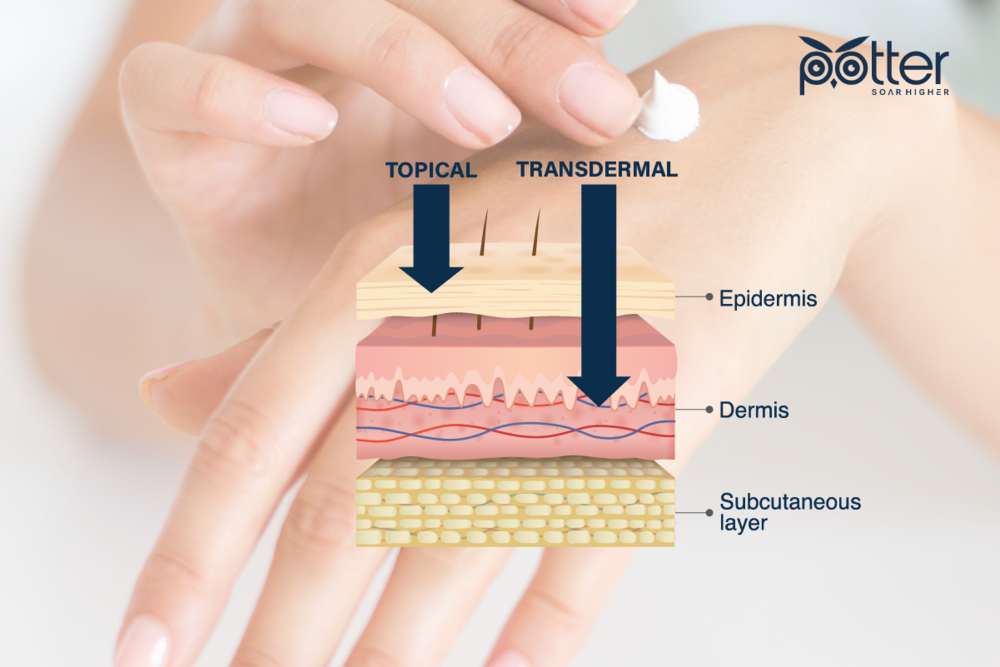 potter
SOAR HIGHER
TOPICAL
TRANSDERMAL
Epidermis
Dermis
Subcutaneous
layer